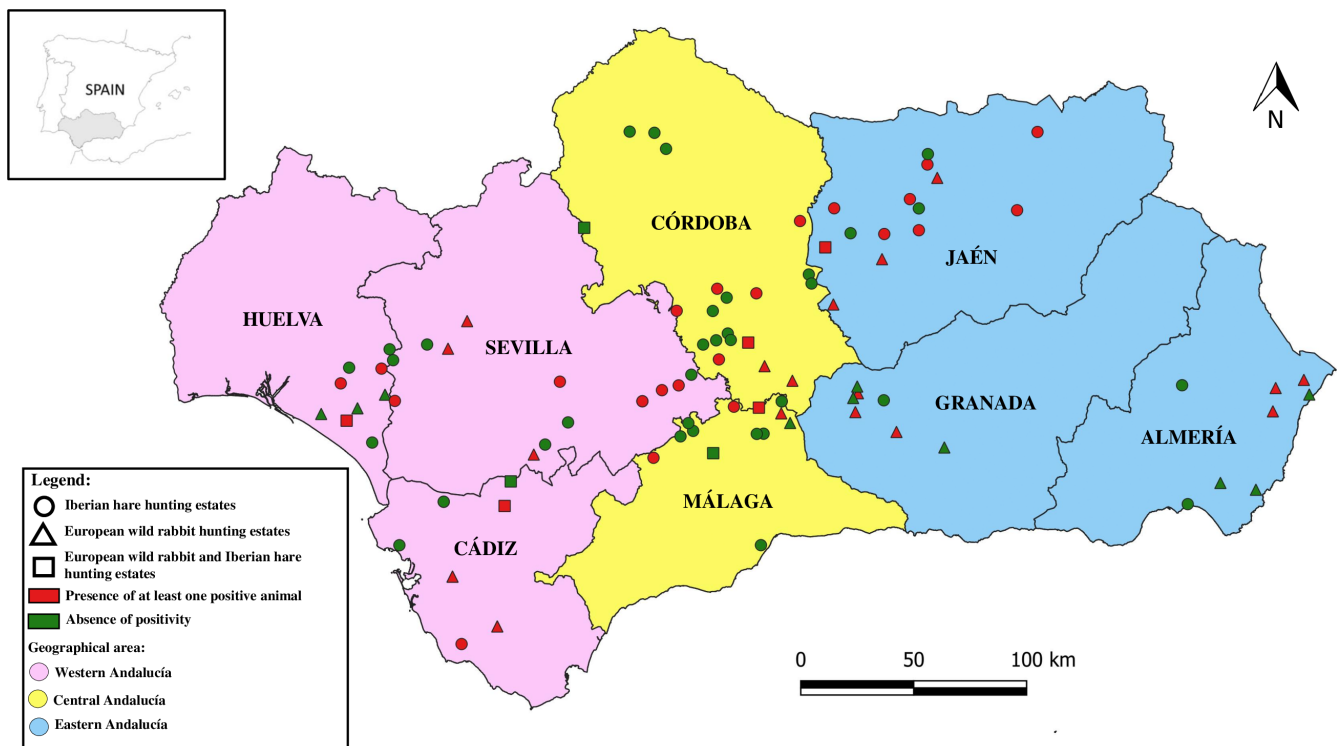 SPAIN
N
CÓRDOBA
JAÉN
HUELVA
SEVILLA
GRANADA
ALMERÍA
MÁLAGA
CÁDIZ
Legend:
Iberian hare hunting estates
European wild rabbit hunting estates
European wild rabbit and Iberian hare
hunting estates
Presence of at least one positive animal
Absence of positivity
Geographical area:
Western Andalucía
Central Andalucía
Eastern Andalucía
0 50 100 km